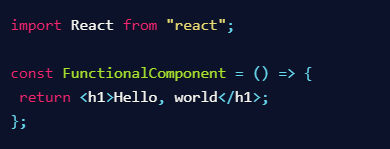 import React from "react";

const FunctionalComponent = () => {
 return <h1>Hello, world</h1>;
};